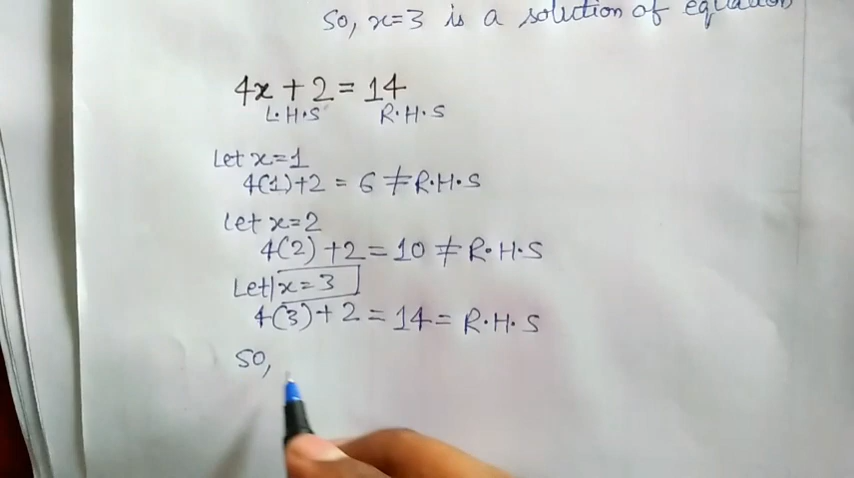 So, x=3 is a solution of equation
4x + 2 = 14
L.H.S R.H.S
Let x=1
4(1)+2 = 6 ≠ R.H.S
Let x=2
4(2) +2 = 10 ≠ R.H.S
Let x=3
4(3)+2 = 14 = R.H.S
SO,